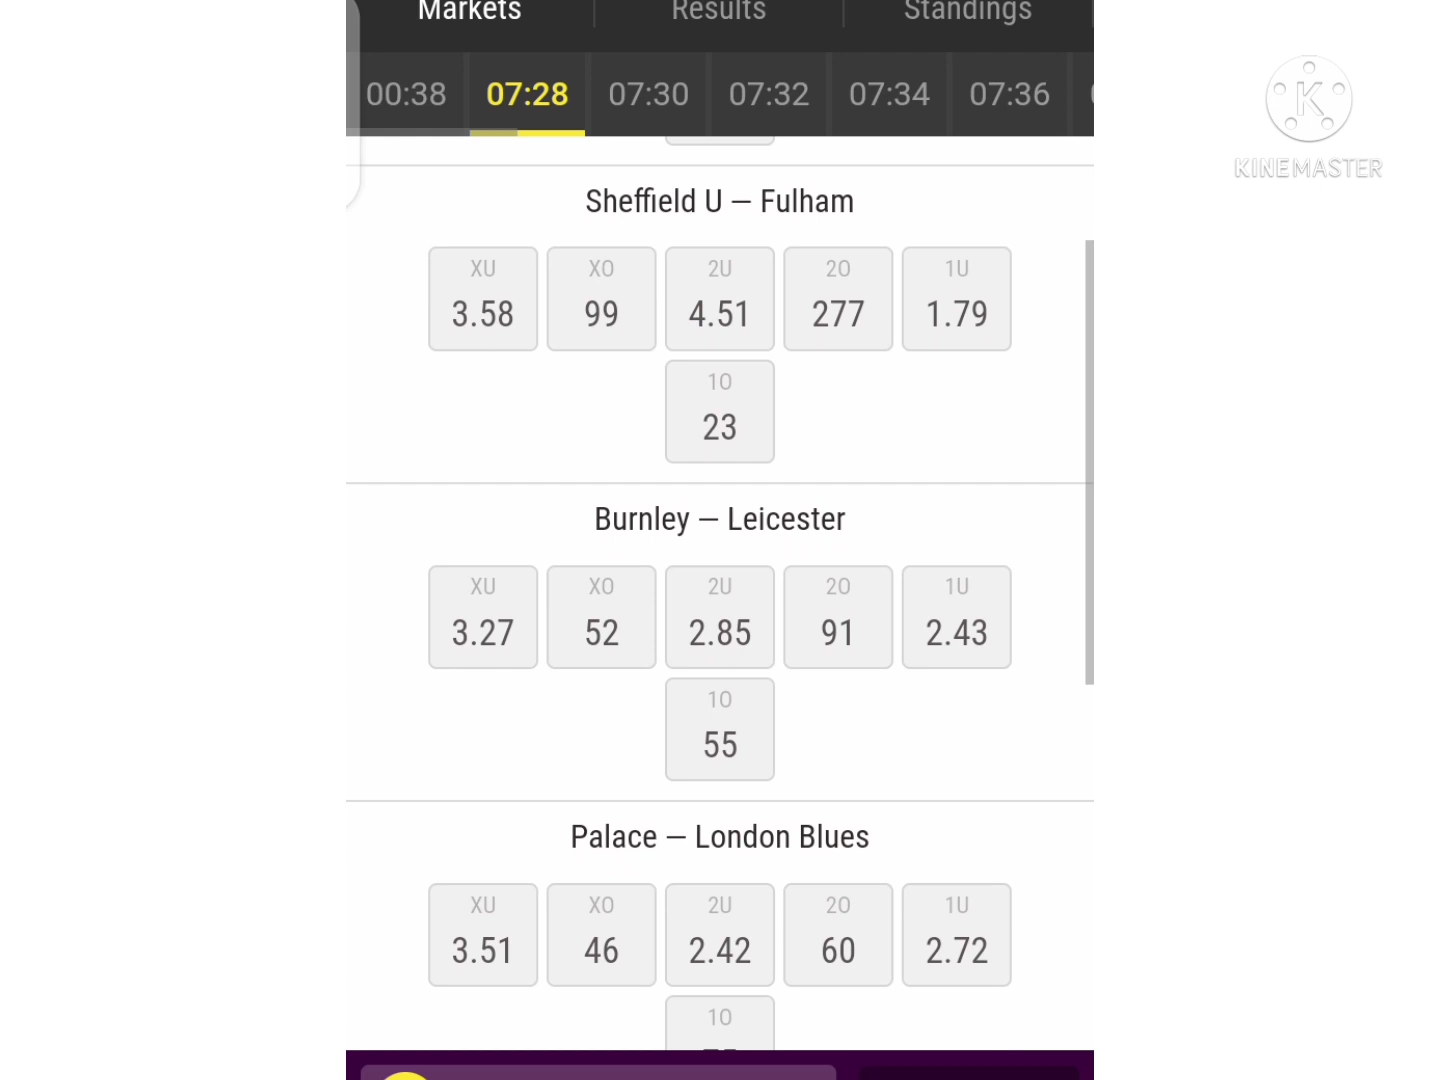 Markets Results Standings
00:38 07:28 07:30 07:32 07:34 07:36
K
KINEMASTER
Sheffield U — Fulham
XU XO 2U 2O 1U
3.58 99 4.51 277 1.79
1O
23
Burnley — Leicester
XU XO 2U 2O 1U
3.27 52 2.85 91 2.43
1O
55
Palace — London Blues
XU XO 2U 2O 1U
3.51 46 2.42 60 2.72
1O